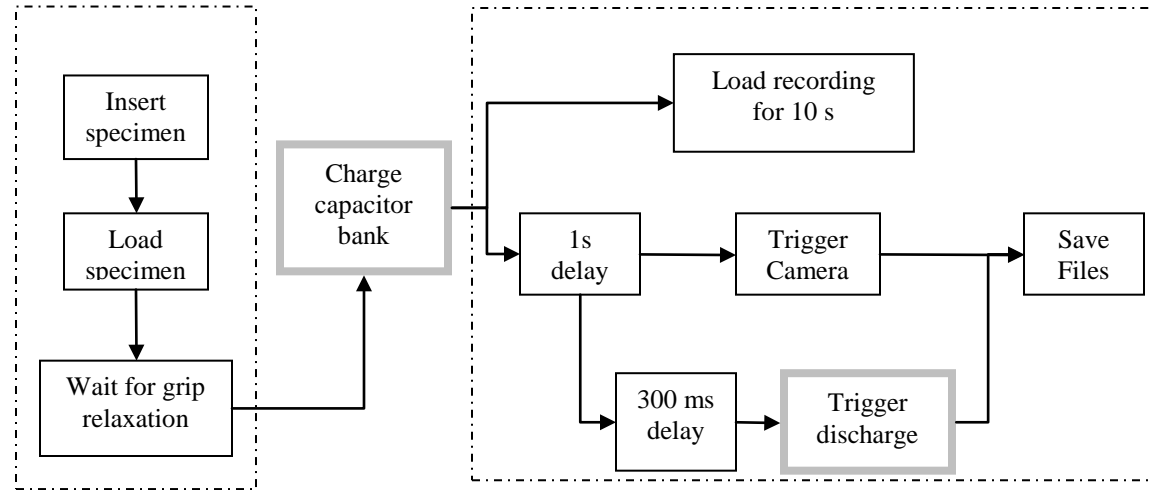 Insert
specimen
Load
specimen
Wait for grip
relaxation
Charge
capacitor
bank
Load recording
for 10 s
1s
delay
Trigger
Camera
Save
Files
300 ms
delay
Trigger
discharge